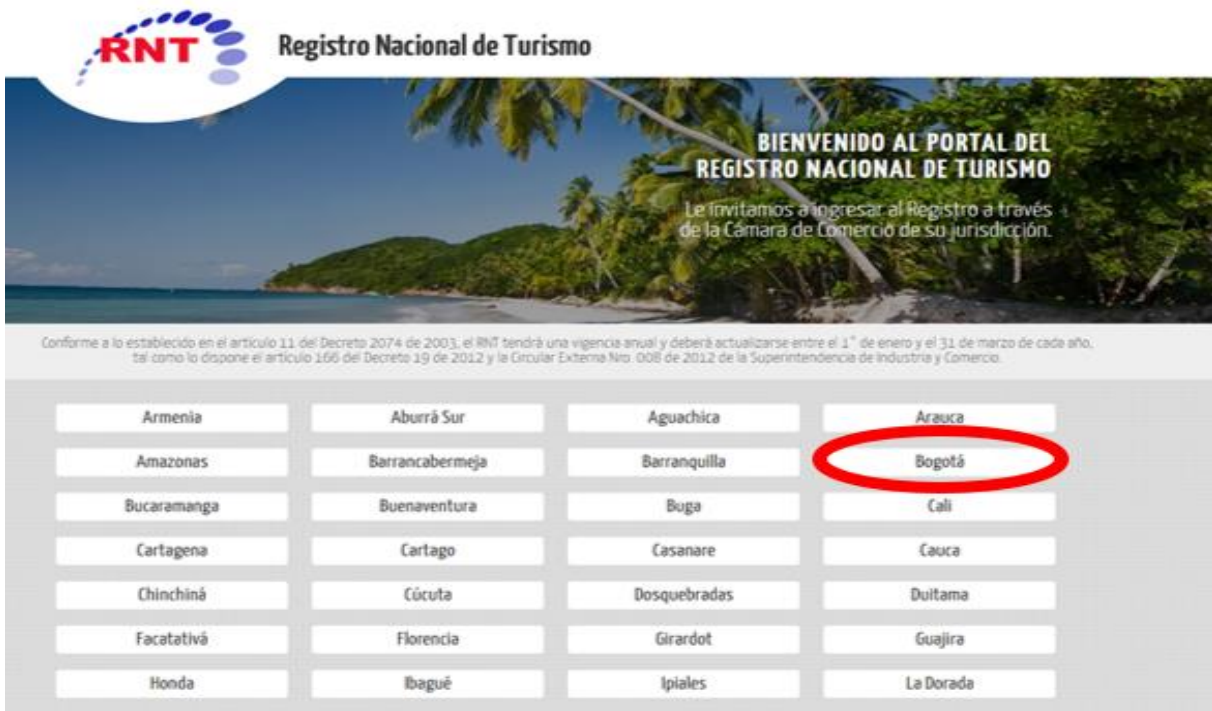 RNT
Registro Nacional de Turismo
BIENVENIDO AL PORTAL DEL
REGISTRO NACIONAL DE TURISMO
Le invitamos a ingresar al Registro a través
de la Cámara de Comercio de su jurisdicción.
Conforme a lo establecido en el artículo 11 del Decreto 2074 de 2003, el RNT tendrá una vigencia anual y deberá actualizarse entre el 1° de enero y el 31 de marzo de cada año,
tal como lo dispone el artículo 166 del Decreto 19 de 2012 y la Circular Externa Nro. 008 de 2012 de la Superintendencia de Industria y Comercio.
Armenia Aburrá Sur Aguachica Arauca
Amazonas Barrancabermeja Barranquilla Bogotá
Bucaramanga Buenaventura Buga Cali
Cartagena Cartago Casanare Cauca
Chinchiná Cúcuta Dosquebradas Duitama
Facatativá Florencia Girardot Guajira
Honda Ibagué Ipiales La Dorada